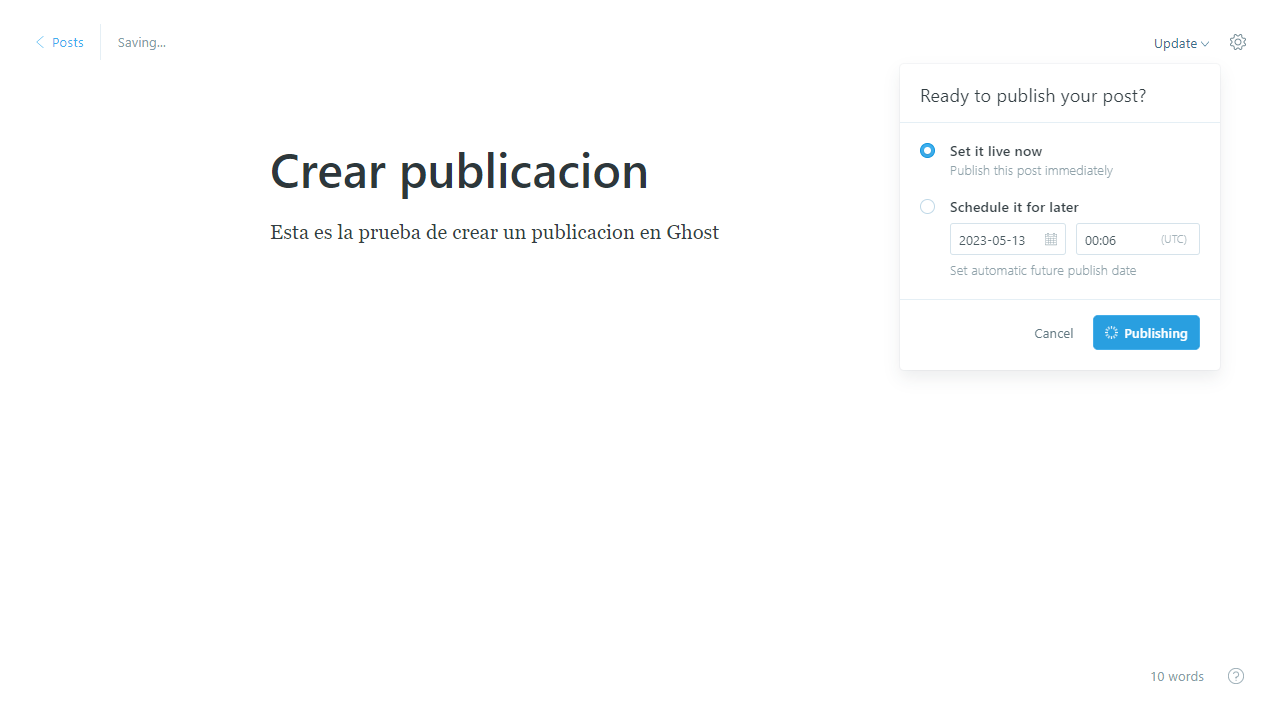 Posts
Saving...
Update
Ready to publish your post?
Crear publicacion
Set it live now
Publish this post immediately
Schedule it for later
Esta es la prueba de crear un publicacion en Ghost
2023-05-13
00:06 (UTC)
Set automatic future publish date
Cancel
Publishing
10 words
?